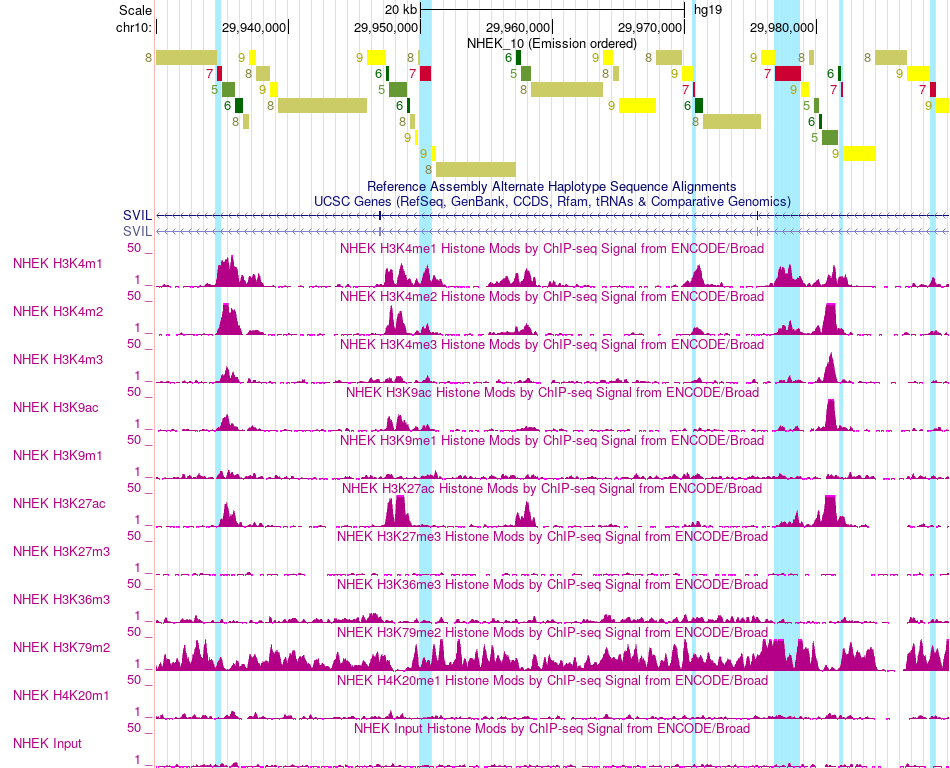 Scale 20 kb hg19
chr10: 29,940,000 29,950,000 29,960,000 29,970,000 29,980,000
NHEK_10 (Emission ordered)
8 9 9 8 6 9 8 9 8 8
7 8 6 7 5 8 9 7 6 9
5 9 5 8 7 9 7 7
6 8 6 9 6 5 9
8 8 8 6
9 5
9 9
8
Reference Assembly Alternate Haplotype Sequence Alignments
UCSC Genes (RefSeq, GenBank, CCDS, Rfam, tRNAs & Comparative Genomics)
SVIL
SVIL
50 _ NHEK H3K4me1 Histone Mods by ChIP-seq Signal from ENCODE/Broad
NHEK H3K4m1
1 _
50 _ NHEK H3K4me2 Histone Mods by ChIP-seq Signal from ENCODE/Broad
NHEK H3K4m2
1 _
50 _ NHEK H3K4me3 Histone Mods by ChIP-seq Signal from ENCODE/Broad
NHEK H3K4m3
1 _
50 _ NHEK H3K9ac Histone Mods by ChIP-seq Signal from ENCODE/Broad
NHEK H3K9ac
1 _
50 _ NHEK H3K9me1 Histone Mods by ChIP-seq Signal from ENCODE/Broad
NHEK H3K9m1
1 _
50 _ NHEK H3K27ac Histone Mods by ChIP-seq Signal from ENCODE/Broad
NHEK H3K27ac
1 _
50 _ NHEK H3K27me3 Histone Mods by ChIP-seq Signal from ENCODE/Broad
NHEK H3K27m3
1 _
50 _ NHEK H3K36me3 Histone Mods by ChIP-seq Signal from ENCODE/Broad
NHEK H3K36m3
1 _
50 _ NHEK H3K79me2 Histone Mods by ChIP-seq Signal from ENCODE/Broad
NHEK H3K79m2
1 _
50 _ NHEK H4K20me1 Histone Mods by ChIP-seq Signal from ENCODE/Broad
NHEK H4K20m1
1 _
50 _ NHEK Input Histone Mods by ChIP-seq Signal from ENCODE/Broad
NHEK Input
1 _